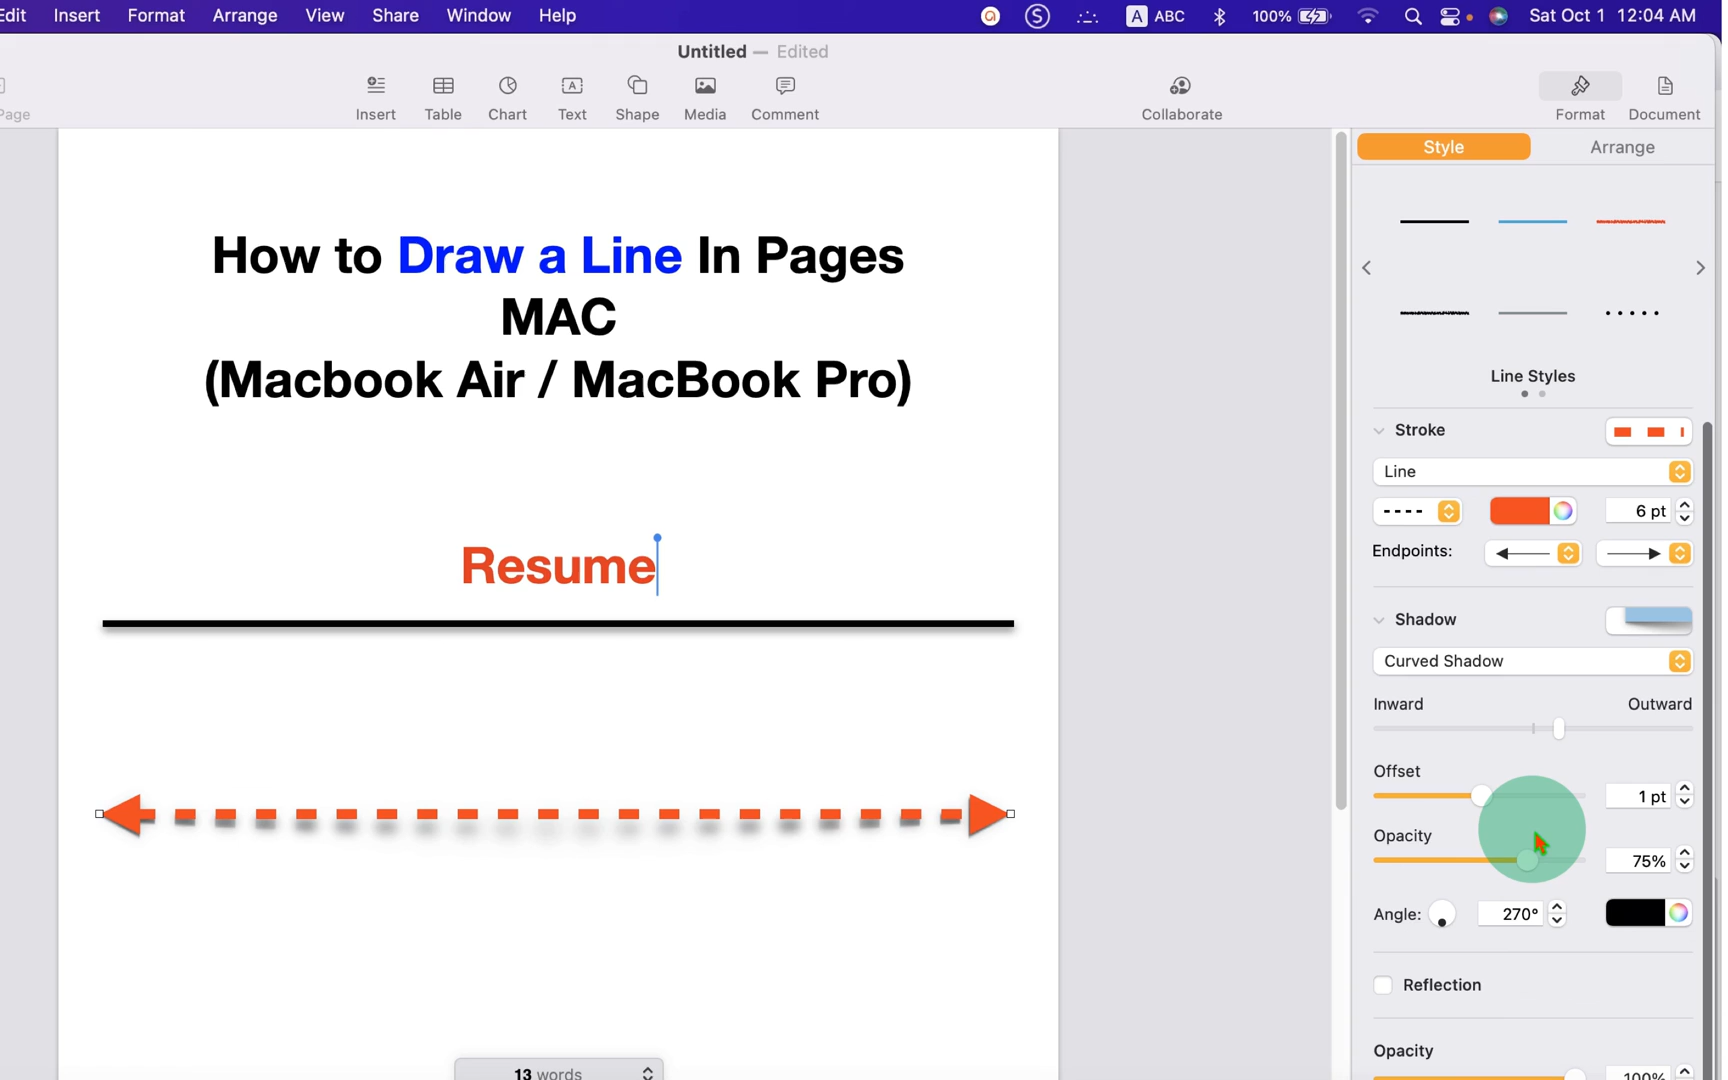 Edit Insert Format Arrange View Share Window Help A ABC 100% Sat Oct 1 12:04 AM
Untitled — Edited
Page Insert Table Chart Text Shape Media Comment Collaborate Format Document
Style Arrange
How to Draw a Line In Pages
MAC
(Macbook Air / MacBook Pro)
Line Styles
Stroke
Line
6 pt
Endpoints:
Resume
Shadow
Curved Shadow
Inward Outward
Offset
1 pt
Opacity
75%
Angle: 270°
Reflection
Opacity
100%
13 words